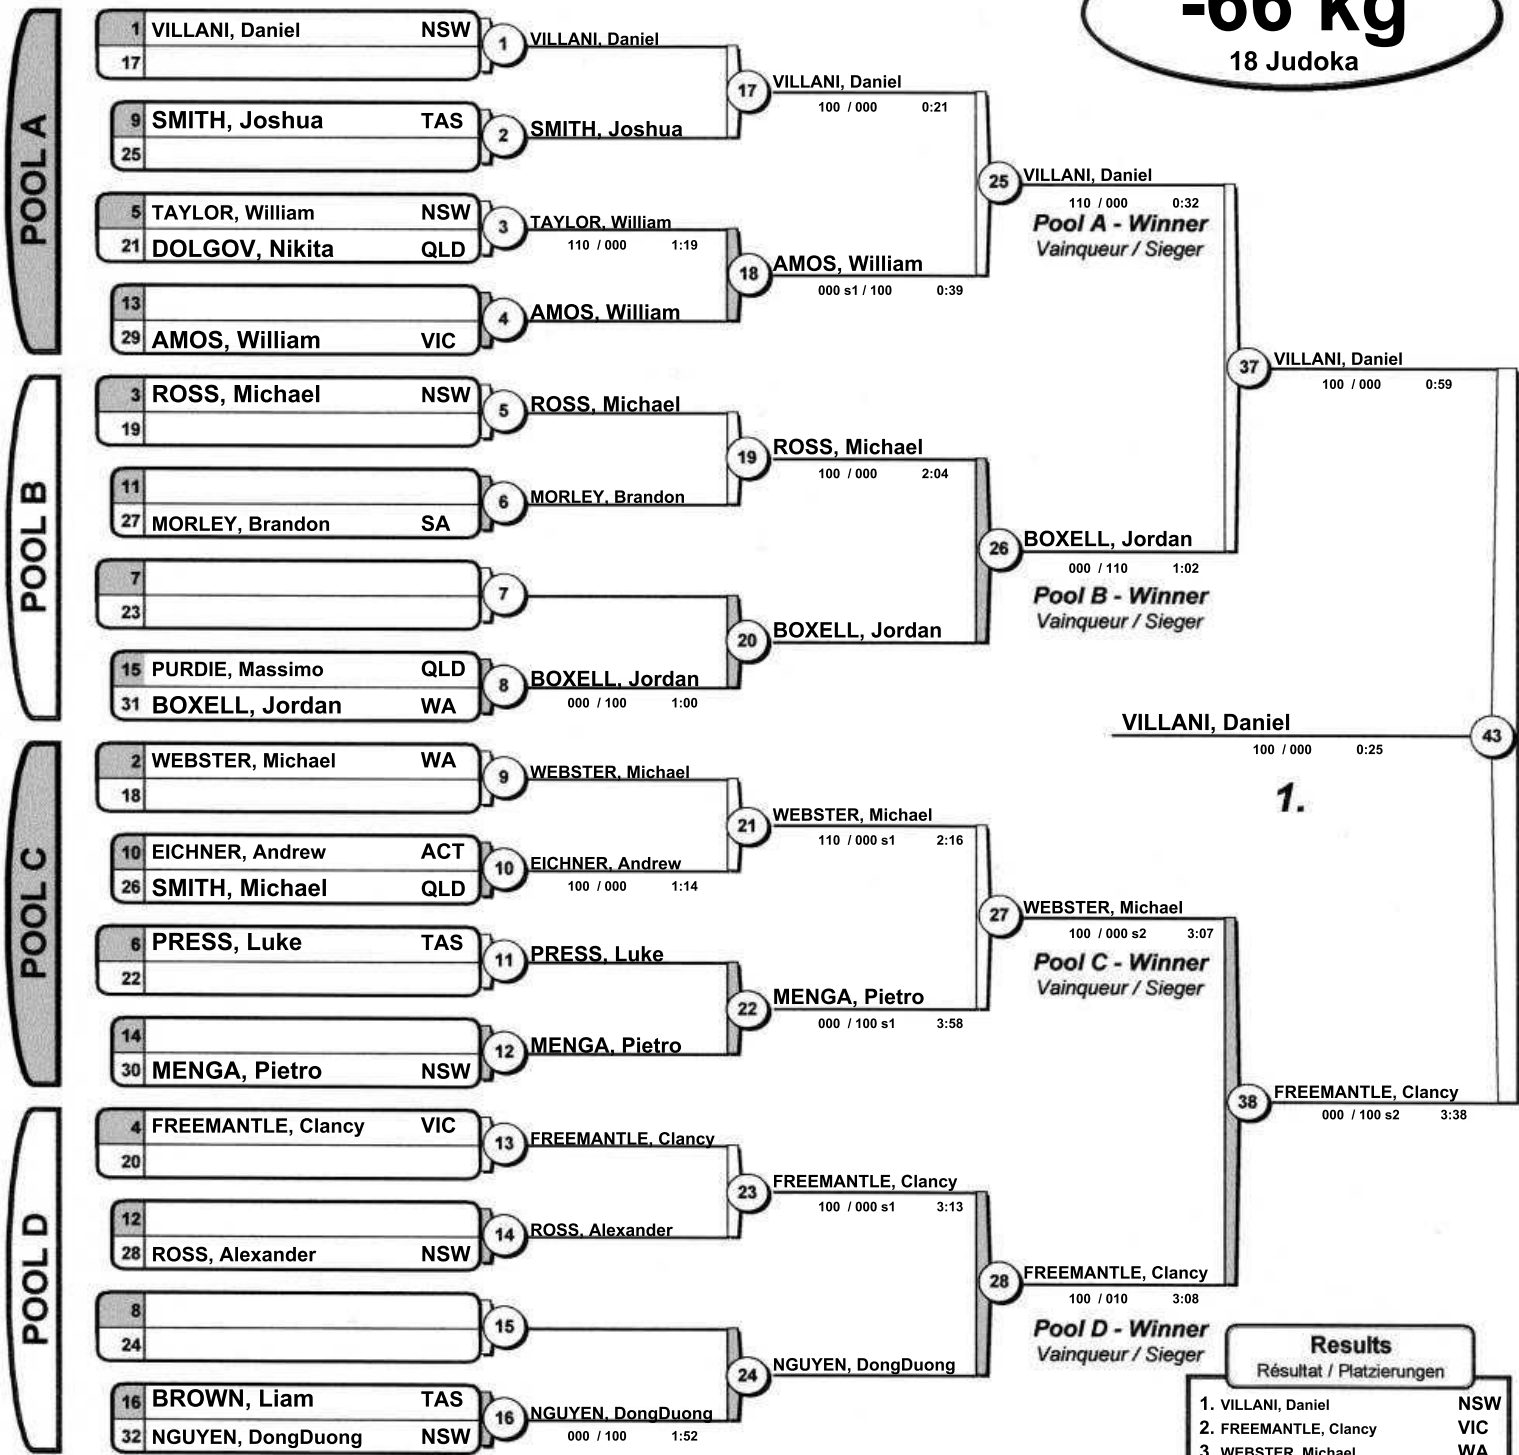 -66 kg
18 Judoka
POOL A
1 VILLANI, Daniel NSW
17
9 SMITH, Joshua TAS
25
5 TAYLOR, William NSW
21 DOLGOV, Nikita QLD
13
29 AMOS, William VIC
POOL B
3 ROSS, Michael NSW
19
11
27 MORLEY, Brandon SA
7
23
15 PURDIE, Massimo QLD
31 BOXELL, Jordan WA
POOL C
2 WEBSTER, Michael WA
18
10 EICHNER, Andrew ACT
26 SMITH, Michael QLD
6 PRESS, Luke TAS
22
14
30 MENGA, Pietro NSW
POOL D
4 FREEMANTLE, Clancy VIC
20
12
28 ROSS, Alexander NSW
8
24
16 BROWN, Liam TAS
32 NGUYEN, DongDuong NSW
1 VILLANI, Daniel
2 SMITH, Joshua
3 TAYLOR, William
110 / 000 1:19
4 AMOS, William
5 ROSS, Michael
6 MORLEY, Brandon
7
8 BOXELL, Jordan
000 / 100 1:00
9 WEBSTER, Michael
10 EICHNER, Andrew
100 / 000 1:14
11 PRESS, Luke
12 MENGA, Pietro
13 FREEMANTLE, Clancy
14 ROSS, Alexander
15
16 NGUYEN, DongDuong
000 / 100 1:52
17 VILLANI, Daniel
100 / 000 0:21
18 AMOS, William
000 s1 / 100 0:39
19 ROSS, Michael
100 / 000 2:04
20 BOXELL, Jordan
21 WEBSTER, Michael
110 / 000 s1 2:16
22 MENGA, Pietro
000 / 100 s1 3:58
23 FREEMANTLE, Clancy
100 / 000 s1 3:13
24 NGUYEN, DongDuong
25 VILLANI, Daniel
110 / 000 0:32
Pool A - Winner
Vainqueur / Sieger
26 BOXELL, Jordan
000 / 110 1:02
Pool B - Winner
Vainqueur / Sieger
27 WEBSTER, Michael
100 / 000 s2 3:07
Pool C - Winner
Vainqueur / Sieger
28 FREEMANTLE, Clancy
100 / 010 3:08
Pool D - Winner
Vainqueur / Sieger
37 VILLANI, Daniel
100 / 000 0:59
38 FREEMANTLE, Clancy
000 / 100 s2 3:38
VILLANI, Daniel 43
100 / 000 0:25
1.
Results
Résultat / Platzierungen
1. VILLANI, Daniel NSW
2. FREEMANTLE, Clancy VIC
3. WEBSTER, Michael WA